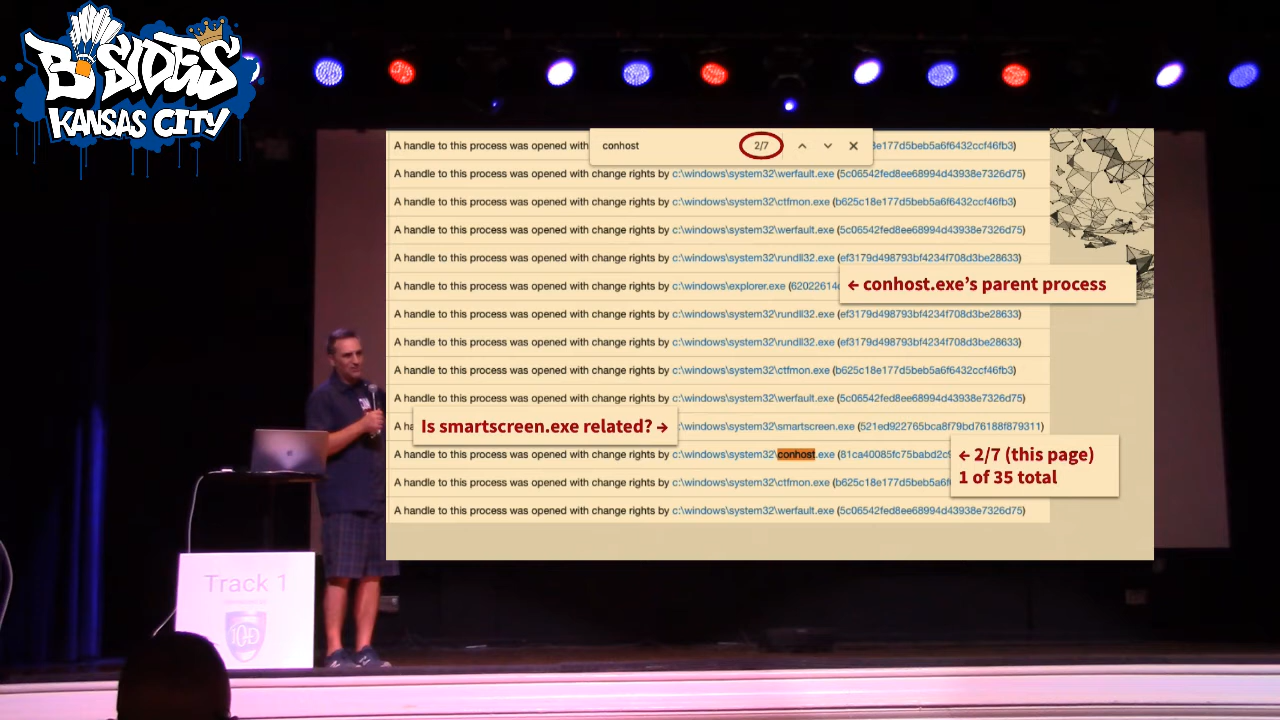 B-SIDES
KANSAS CITY
conhost 2/7
A handle to this process was opened with
8e177d5beb5a6f6432ccf46fb3)
A handle to this process was opened with change rights by c:\windows\system32\werfault.exe (5c06542fed8ee68994d43938e7326d75)
A handle to this process was opened with change rights by c:\windows\system32\ctfmon.exe (b625c18e177d5beb5a6f6432ccf46fb3)
A handle to this process was opened with change rights by c:\windows\system32\werfault.exe (5c06542fed8ee68994d43938e7326d75)
A handle to this process was opened with change rights by c:\windows\system32\rundll32.exe (ef3179d498793bf4234f708d3be28633)
A handle to this process was opened with change rights by c:\windows\explorer.exe (62022614
← conhost.exe's parent process
A handle to this process was opened with change rights by c:\windows\system32\rundll32.exe (ef3179d498793bf4234f708d3be28633)
A handle to this process was opened with change rights by c:\windows\system32\rundll32.exe (ef3179d498793bf4234f708d3be28633)
A handle to this process was opened with change rights by c:\windows\system32\ctfmon.exe (b625c18e177d5beb5a6f6432ccf46fb3)
A handle to this process was opened with change rights by c:\windows\system32\werfault.exe (5c06542fed8ee68994d43938e7326d75)
A ha
Is smartscreen.exe related? →
:\windows\system32\smartscreen.exe (521ed922765bca8f79bd76188f879311)
A handle to this process was opened with change rights by c:\windows\system32\conhost.exe (81ca40085fc75babd2c9
← 2/7 (this page)
1 of 35 total
A handle to this process was opened with change rights by c:\windows\system32\ctfmon.exe (b625c18e177d5beb5a6f
A handle to this process was opened with change rights by c:\windows\system32\werfault.exe (5c06542fed8ee68994d43938e7326d75)
Track 1